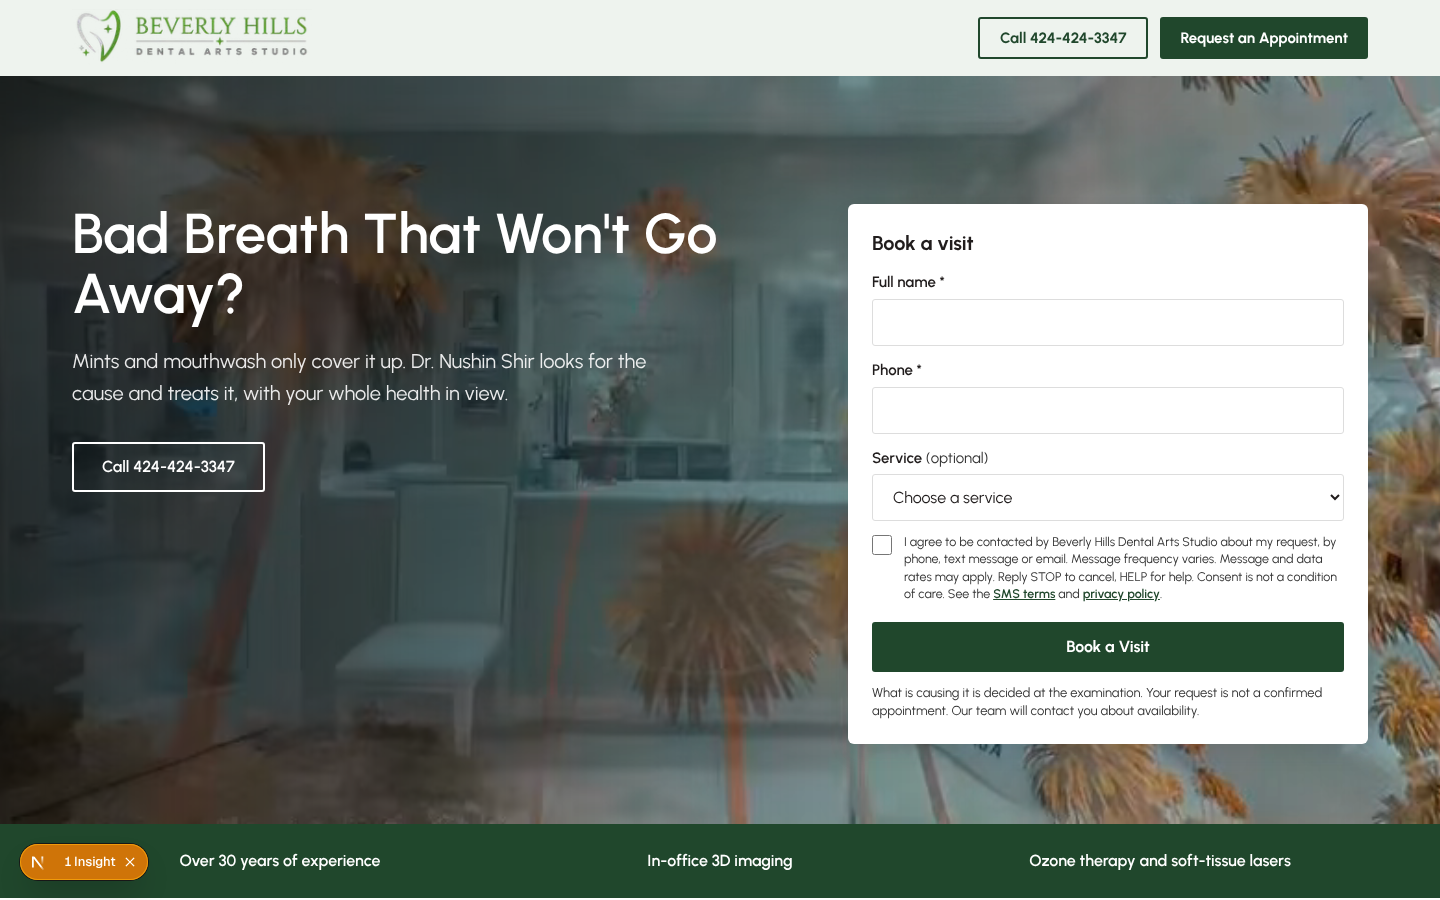 BEVERLY HILLS
DENTAL ARTS STUDIO
Call 424-424-3347
Request an Appointment
Bad Breath That Won't Go
Away?
Mints and mouthwash only cover it up. Dr. Nushin Shir looks for the
cause and treats it, with your whole health in view.
Call 424-424-3347
Book a visit
Full name *
Phone *
Service (optional)
Choose a service
I agree to be contacted by Beverly Hills Dental Arts Studio about my request, by
phone, text message or email. Message frequency varies. Message and data
rates may apply. Reply STOP to cancel, HELP for help. Consent is not a condition
of care. See the SMS terms and privacy policy.
Book a Visit
What is causing it is decided at the examination. Your request is not a confirmed
appointment. Our team will contact you about availability.
N
1 Insight
Over 30 years of experience
In-office 3D imaging
Ozone therapy and soft-tissue lasers